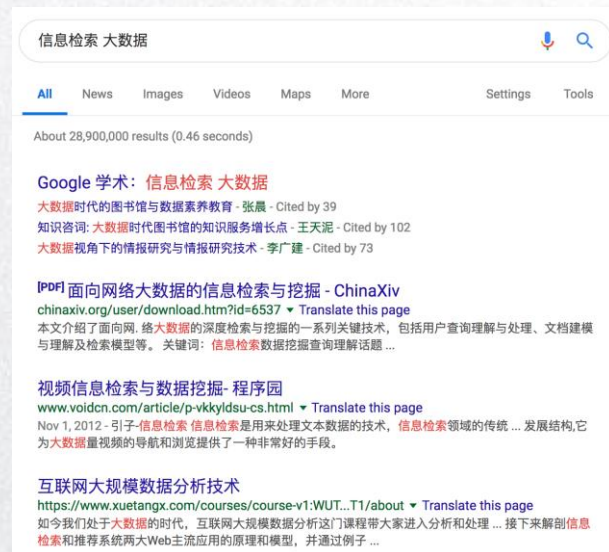 信息检索 大数据
All News Images Videos Maps More Settings Tools
About 28,900,000 results (0.46 seconds)
Google 学术：信息检索 大数据
大数据时代的图书馆与数据素养教育 - 张晨 - Cited by 39
知识咨询: 大数据时代图书馆的知识服务增长点 - 王天泥 - Cited by 102
大数据视角下的情报研究与情报研究技术 - 李广建 - Cited by 73
[PDF] 面向网络大数据的信息检索与挖掘 - ChinaXiv
chinaxiv.org/user/download.htm?id=6537 ▾ Translate this page
本文介绍了面向网. 络大数据的深度检索与挖掘的一系列关键技术，包括用户查询理解与处理、文档建模
与理解及检索模型等。 关键词：信息检索数据挖掘查询理解话题 ...
视频信息检索与数据挖掘- 程序园
www.voidcn.com/article/p-vkkyldsu-cs.html ▾ Translate this page
Nov 1, 2012 - 引子-信息检索 信息检索是用来处理文本数据的技术，信息检索领域的传统 ... 发展结构,它
为大数据量视频的导航和浏览提供了一种非常好的手段。
互联网大规模数据分析技术
https://www.xuetangx.com/courses/course-v1:WUT...T1/about ▾ Translate this page
如今我们处于大数据的时代，互联网大规模数据分析这门课程带大家进入分析和处理 ... 接下来解剖信息
检索和推荐系统两大Web主流应用的原理和模型，并通过例子 ...